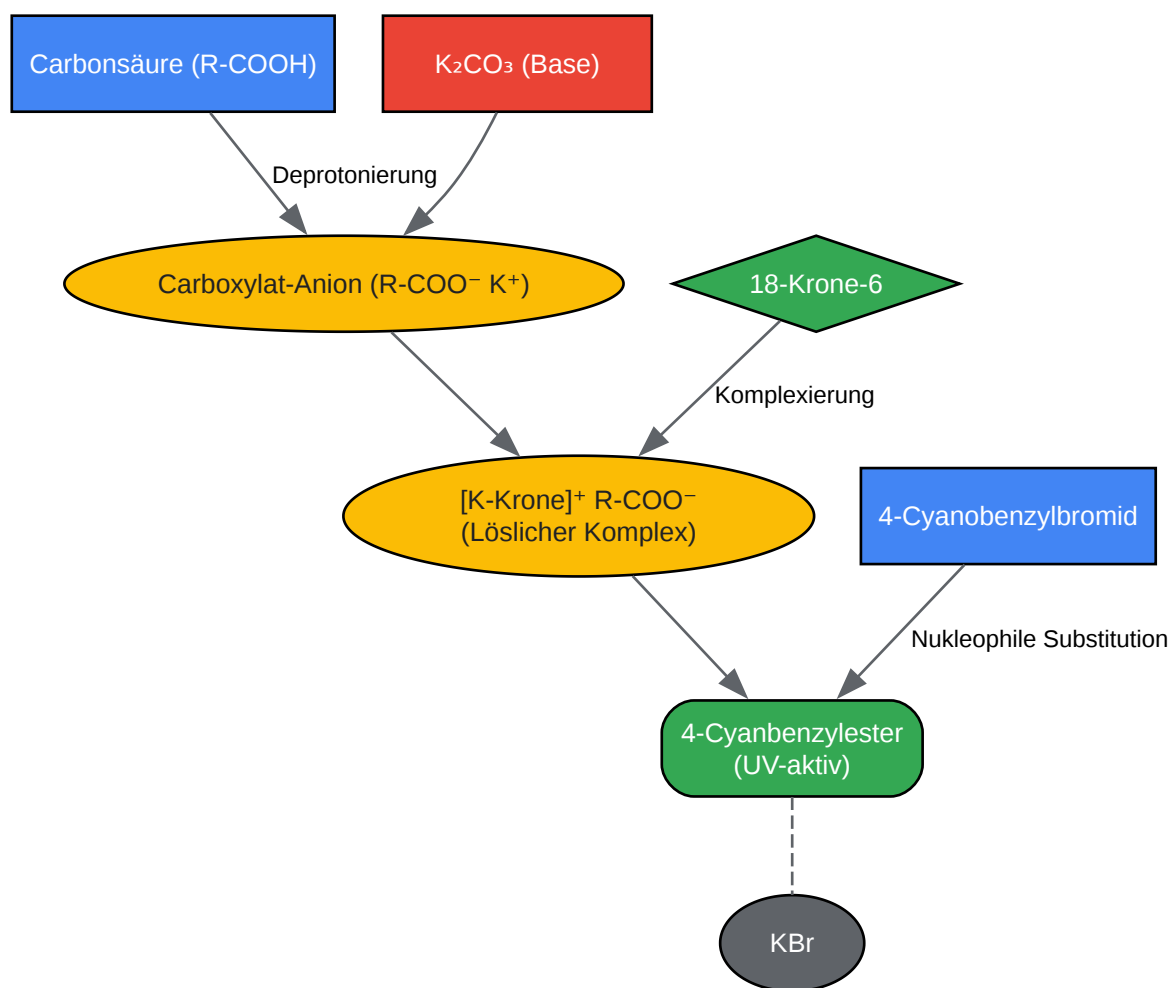 Carbonsäure (R-COOH)
K₂CO₃ (Base)
Deprotonierung
Carboxylat-Anion (R-COO⁻ K⁺)
18-Krone-6
Komplexierung
[K-Krone]⁺ R-COO⁻
(Löslicher Komplex)
4-Cyanobenzylbromid
Nukleophile Substitution
4-Cyanbenzylester
(UV-aktiv)
KBr